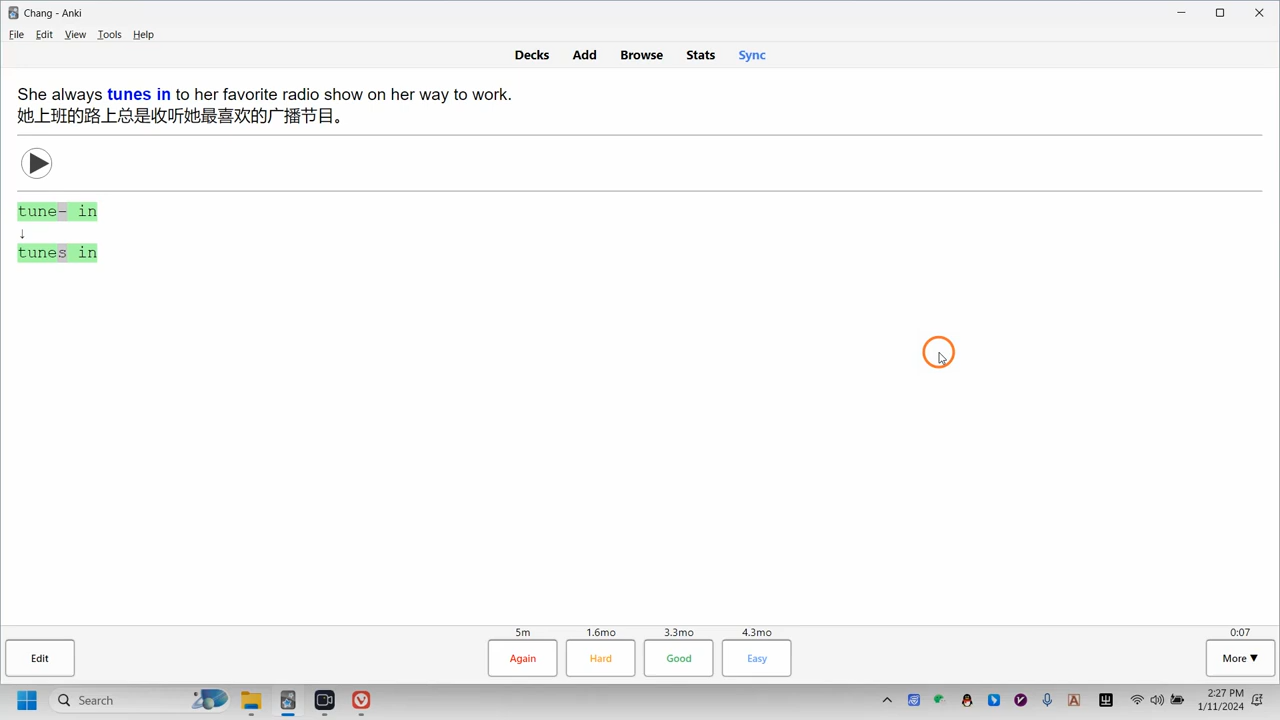 Chang - Anki
File Edit View Tools Help
Decks Add Browse Stats Sync
She always tunes in to her favorite radio show on her way to work.
她上班的路上总是收听她最喜欢的广播节目。
tune- in
↓
tunes in
5m 1.6mo 3.3mo 4.3mo 0:07
Edit Again Hard Good Easy More ▼
Search
2:27 PM
1/11/2024